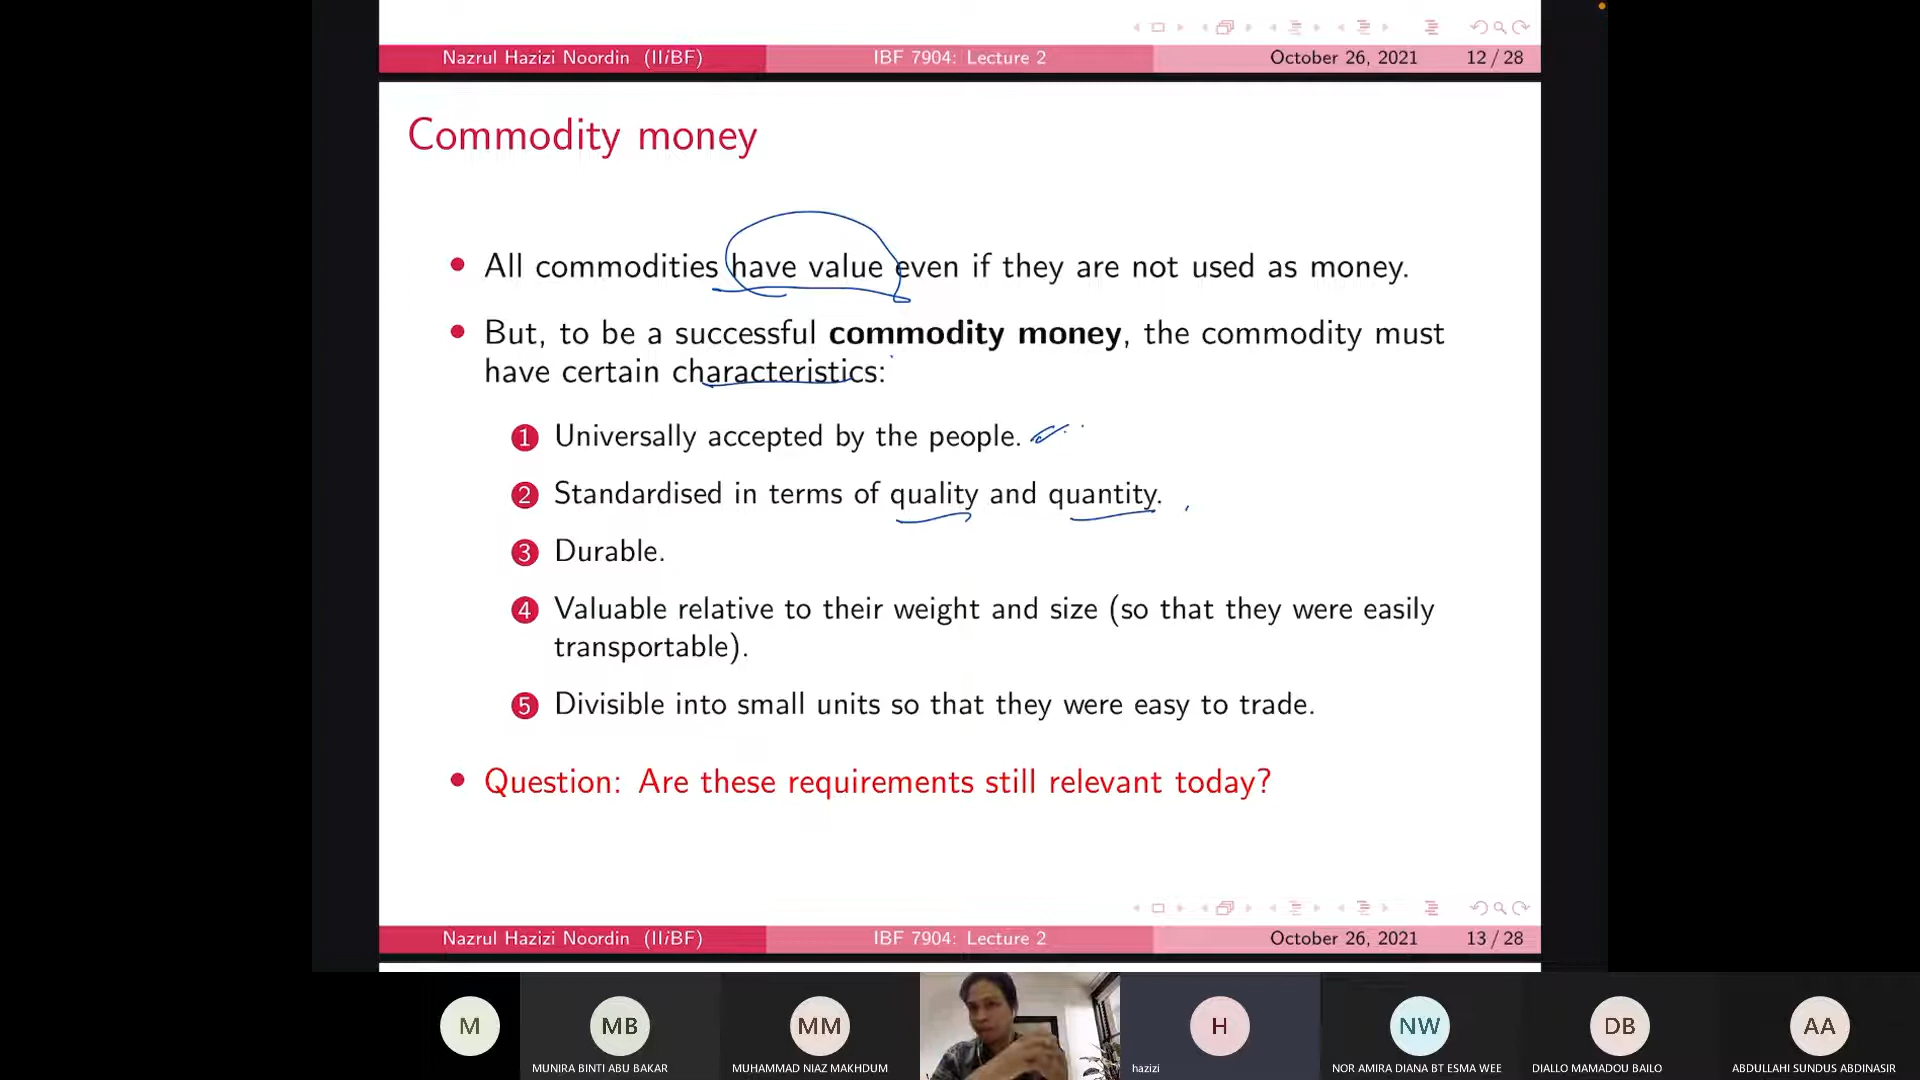 Nazrul Hazizi Noordin (IIiBF) IBF 7904: Lecture 2 October 26, 2021 12 / 28
Commodity money
All commodities have value even if they are not used as money.
But, to be a successful commodity money, the commodity must
have certain characteristics:
1 Universally accepted by the people.
2 Standardised in terms of quality and quantity.
3 Durable.
4 Valuable relative to their weight and size (so that they were easily
transportable).
5 Divisible into small units so that they were easy to trade.
Question: Are these requirements still relevant today?
Nazrul Hazizi Noordin (IIiBF) IBF 7904: Lecture 2 October 26, 2021 13 / 28
M MB MM H NW DB AA
MUNIRA BINTI ABU BAKAR MUHAMMAD NIAZ MAKHDUM hazizi NOR AMIRA DIANA BT ESMA WEE DIALLO MAMADOU BAILO ABDULLAHI SUNDUS ABDINASIR